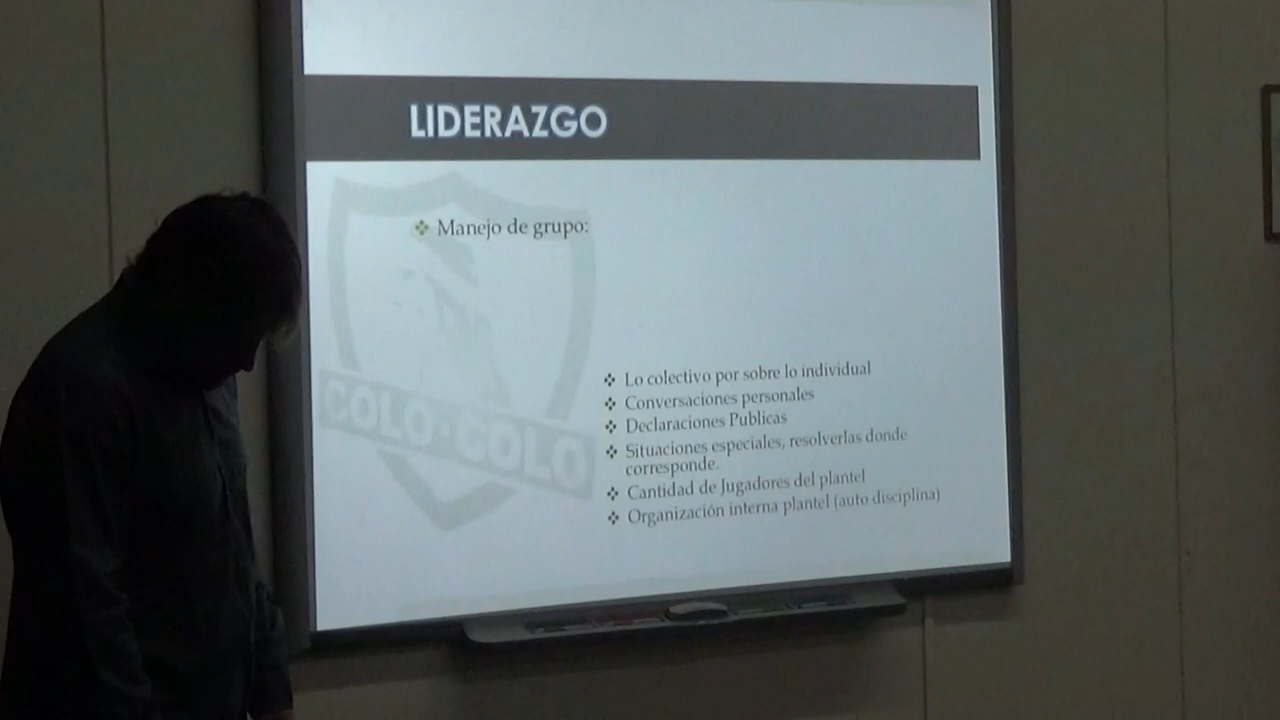 LIDERAZGO
❖ Manejo de grupo:
COLO·COLO
❖ Lo colectivo por sobre lo individual
❖ Conversaciones personales
❖ Declaraciones Publicas
❖ Situaciones especiales, resolverlas donde
corresponde.
❖ Cantidad de Jugadores del plantel
❖ Organización interna plantel (auto disciplina)